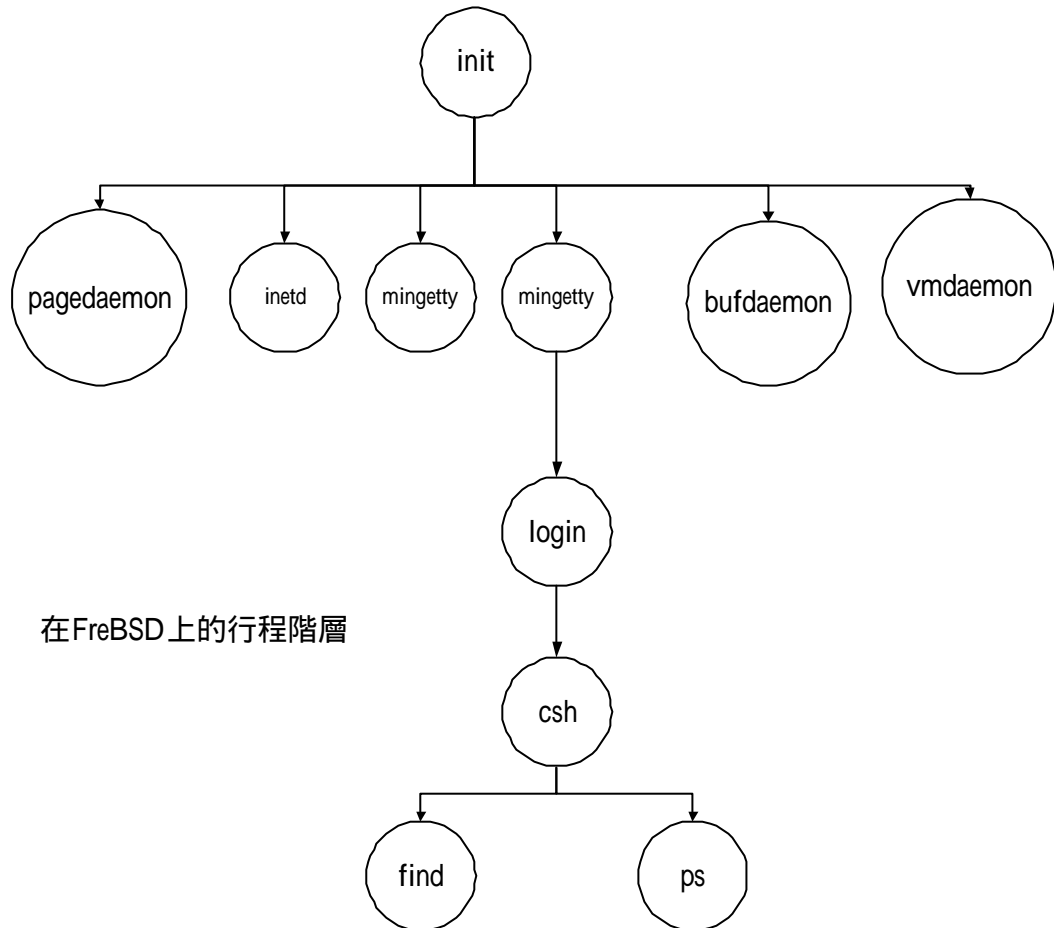 init
pagedaemon
inetd
mingetty
mingetty
bufdaemon
vmdaemon
login
在FreBSD上的行程階層
csh
find
ps